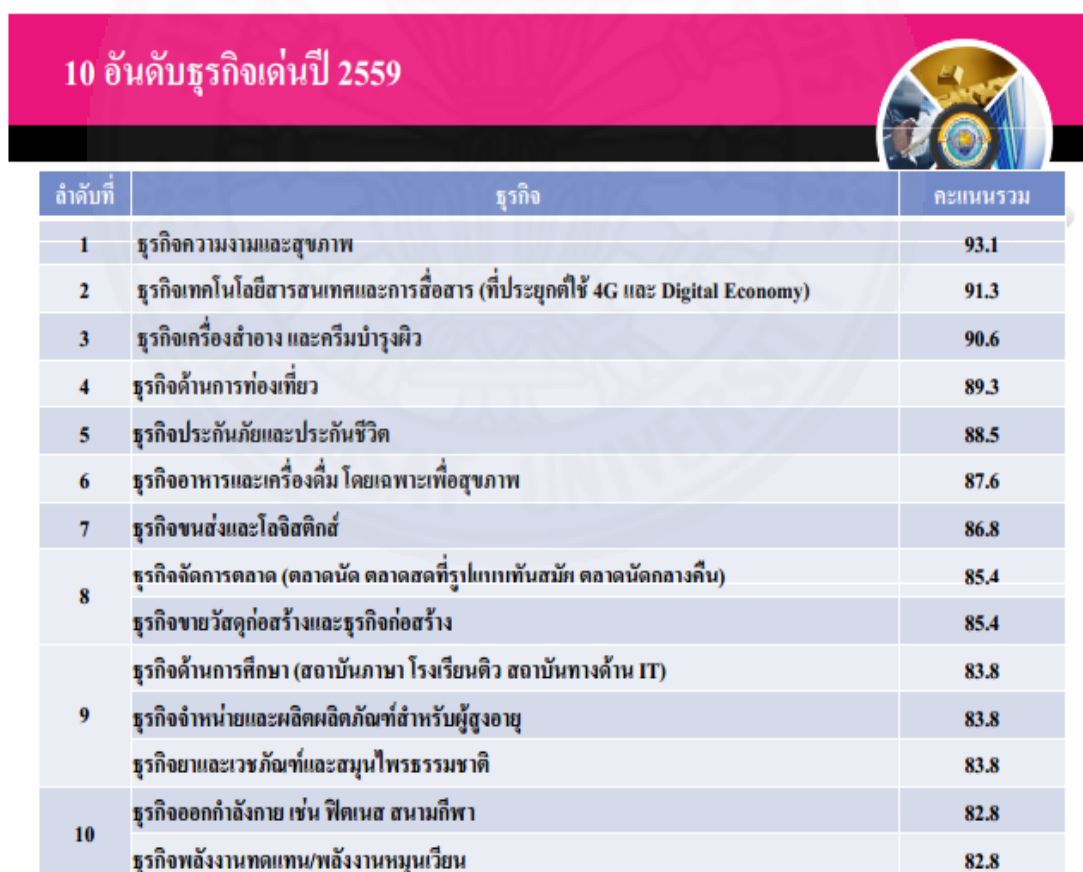 10 อันดับธุรกิจเด่นปี 2559
ลำดับที่ ธุรกิจ คะแนนรวม
1 ธุรกิจความงามและสุขภาพ 93.1
2 ธุรกิจเทคโนโลยีสารสนเทศและการสื่อสาร (ที่ประยุกต์ใช้ 4G และ Digital Economy) 91.3
3 ธุรกิจเครื่องสำอาง และครีมบำรุงผิว 90.6
4 ธุรกิจด้านการท่องเที่ยว 89.3
5 ธุรกิจประกันภัยและประกันชีวิต 88.5
6 ธุรกิจอาหารและเครื่องดื่ม โดยเฉพาะเพื่อสุขภาพ 87.6
7 ธุรกิจขนส่งและโลจิสติกส์ 86.8
8 ธุรกิจจัดการตลาด (ตลาดนัด ตลาดสดที่รูปแบบทันสมัย ตลาดนัดกลางคืน) 85.4
ธุรกิจขายวัสดุก่อสร้างและธุรกิจก่อสร้าง 85.4
9 ธุรกิจด้านการศึกษา (สถาบันภาษา โรงเรียนติว สถาบันทางด้าน IT) 83.8
ธุรกิจจำหน่ายและผลิตผลิตภัณฑ์สำหรับผู้สูงอายุ 83.8
ธุรกิจยาและเวชภัณฑ์และสมุนไพรธรรมชาติ 83.8
10 ธุรกิจออกกำลังกาย เช่น ฟิตเนส สนามกีฬา 82.8
ธุรกิจพลังงานทดแทน/พลังงานหมุนเวียน 82.8